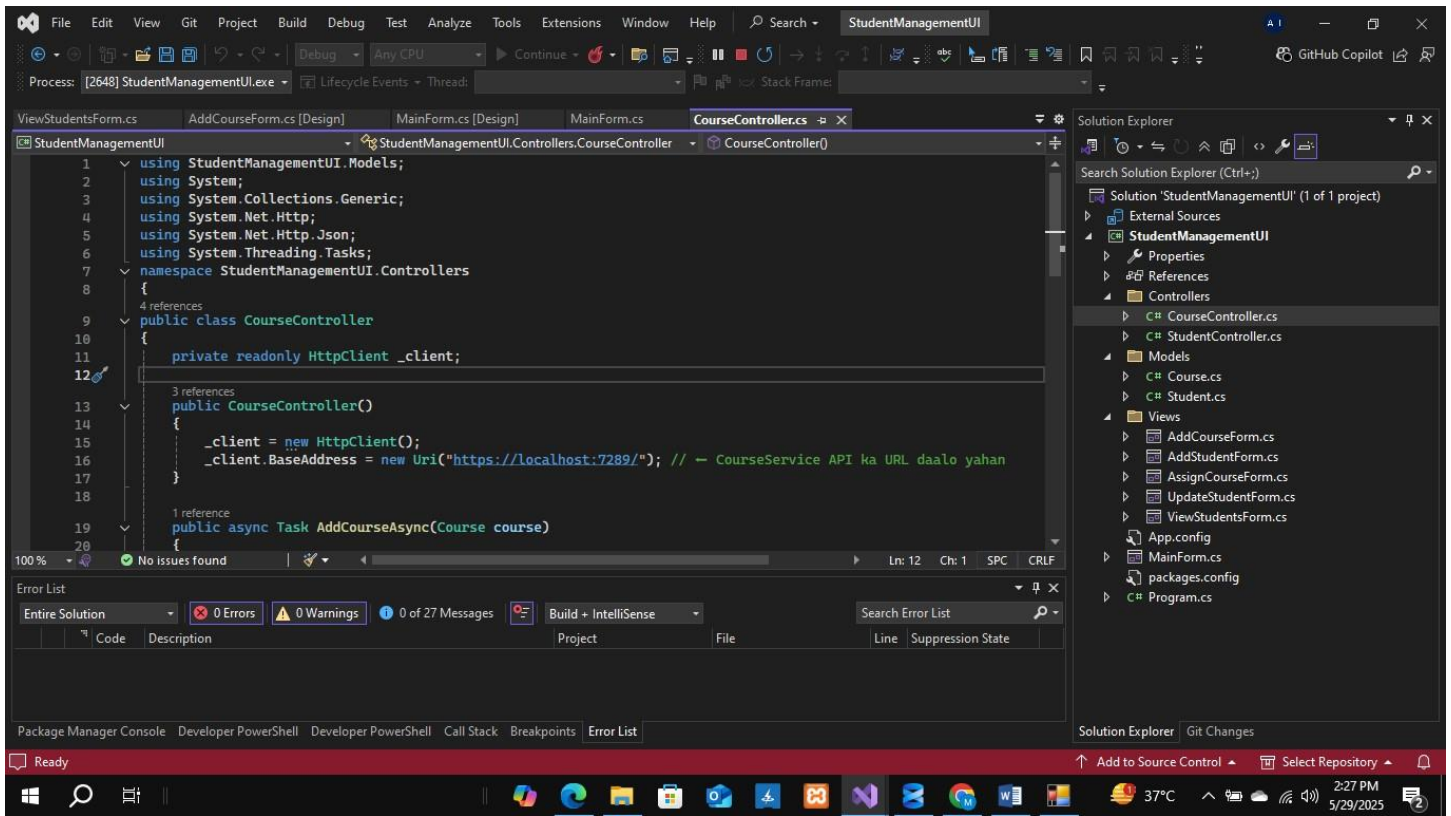 File Edit View Git Project Build Debug Test Analyze Tools Extensions Window Help Search StudentManagementUI
Debug Any CPU Continue GitHub Copilot
Process: [2648] StudentManagementUI.exe Lifecycle Events Thread: Stack Frame:
ViewStudentsForm.cs AddCourseForm.cs [Design] MainForm.cs [Design] MainForm.cs CourseController.cs
StudentManagementUI StudentManagementUI.Controllers.CourseController CourseController()
1 using StudentManagementUI.Models;
2 using System;
3 using System.Collections.Generic;
4 using System.Net.Http;
5 using System.Net.Http.Json;
6 using System.Threading.Tasks;
7 namespace StudentManagementUI.Controllers
8 {
4 references
9 public class CourseController
10 {
11 private readonly HttpClient _client;
12
3 references
13 public CourseController()
14 {
15 _client = new HttpClient();
16 _client.BaseAddress = new Uri("https://localhost:7289/"); // ← CourseService API ka URL daalo yahan
17 }
18
1 reference
19 public async Task AddCourseAsync(Course course)
20 {
100 % No issues found Ln: 12 Ch: 1 SPC CRLF
Error List
Entire Solution 0 Errors 0 Warnings 0 of 27 Messages Build + IntelliSense Search Error List
Code Description Project File Line Suppression State
Package Manager Console Developer PowerShell Developer PowerShell Call Stack Breakpoints Error List
Solution Explorer
Search Solution Explorer (Ctrl+;)
Solution 'StudentManagementUI' (1 of 1 project)
External Sources
StudentManagementUI
Properties
References
Controllers
C# CourseController.cs
C# StudentController.cs
Models
C# Course.cs
C# Student.cs
Views
AddCourseForm.cs
AddStudentForm.cs
AssignCourseForm.cs
UpdateStudentForm.cs
ViewStudentsForm.cs
App.config
MainForm.cs
packages.config
C# Program.cs
Solution Explorer Git Changes
Ready Add to Source Control Select Repository
37°C 2:27 PM
5/29/2025
2